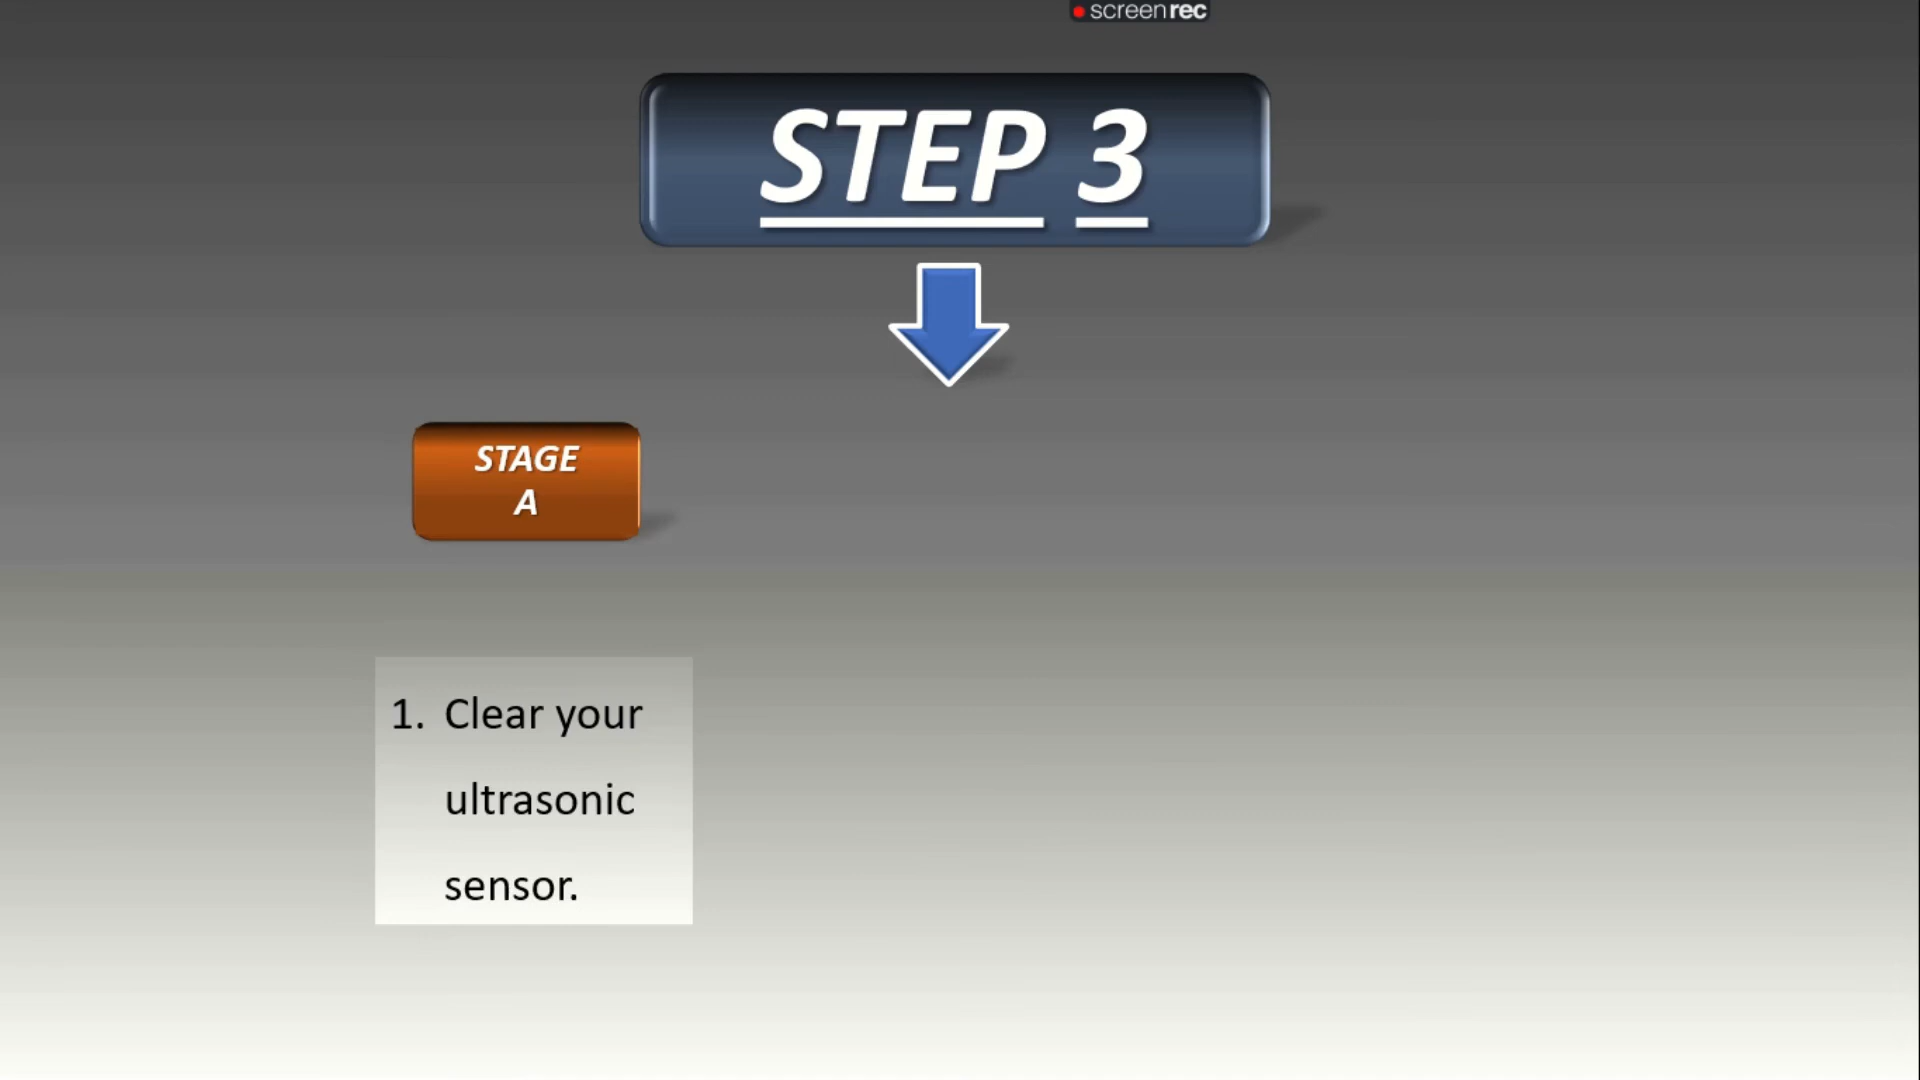 screenrec
STEP 3
STAGE
A
1. Clear your
ultrasonic
sensor.